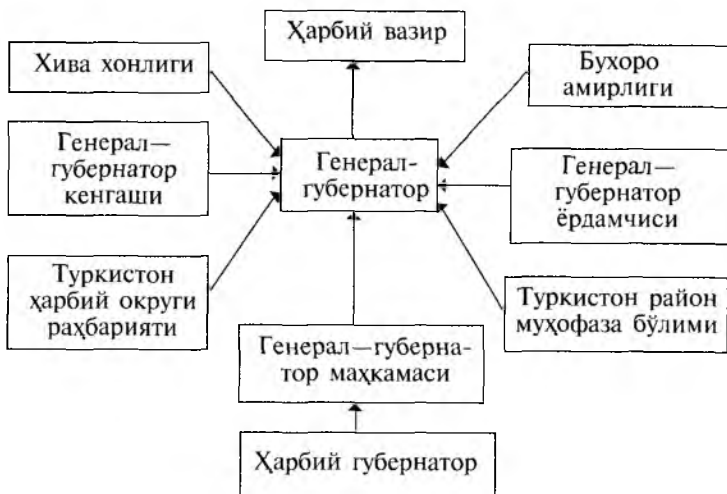 Ҳарбий вазир
Хива хонлиги
Бухоро
амирлиги
Генерал—
губернатор
кенгаши
Генерал-
губернатор
Генерал—
губернатор
ёрдамчиси
Туркистон
ҳарбий округи
раҳбарияти
Туркистон район
муҳофаза бўлими
Генерал—губерна-
тор маҳкамаси
Ҳарбий губернатор